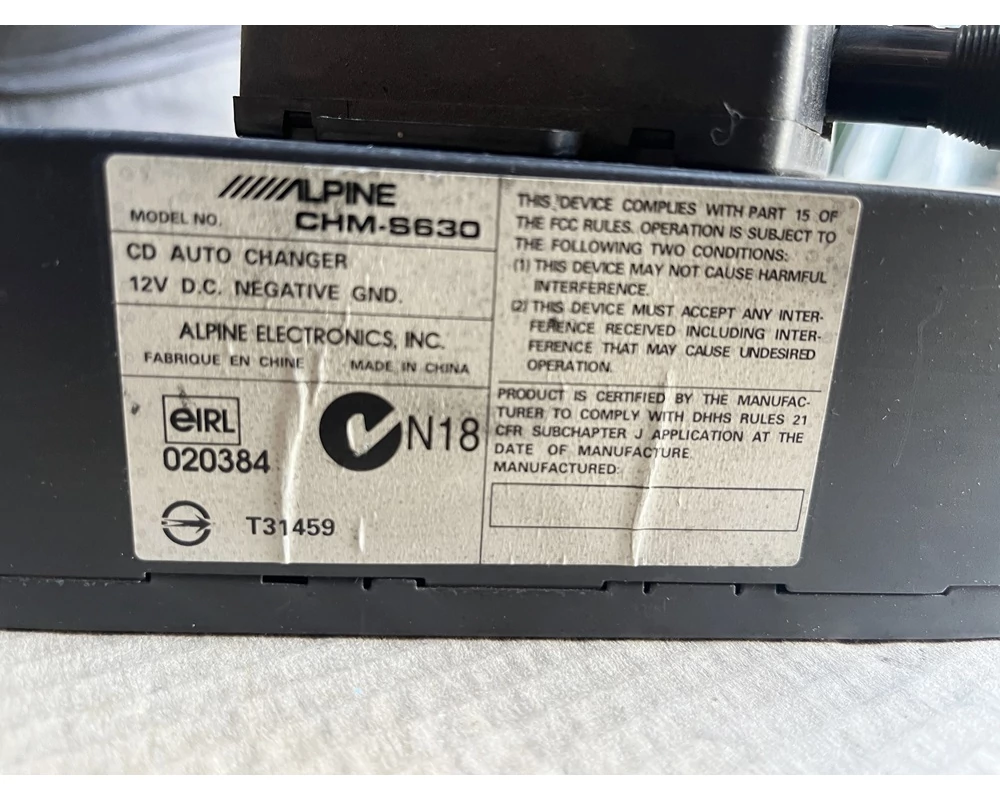 ALPINE
MODEL NO. CHM-S630
CD AUTO CHANGER
12V D.C. NEGATIVE GND.
ALPINE ELECTRONICS, INC.
FABRIQUE EN CHINE MADE IN CHINA
eIRL
020384
N18
T31459
THIS DEVICE COMPLIES WITH PART 15 OF
THE FCC RULES. OPERATION IS SUBJECT TO
THE FOLLOWING TWO CONDITIONS:
(1) THIS DEVICE MAY NOT CAUSE HARMFUL
INTERFERENCE.
(2) THIS DEVICE MUST ACCEPT ANY INTER-
FERENCE RECEIVED INCLUDING INTER-
FERENCE THAT MAY CAUSE UNDESIRED
OPERATION.
PRODUCT IS CERTIFIED BY THE MANUFAC-
TURER TO COMPLY WITH DHHS RULES 21
CFR SUBCHAPTER J APPLICATION AT THE
DATE OF MANUFACTURE.
MANUFACTURED: